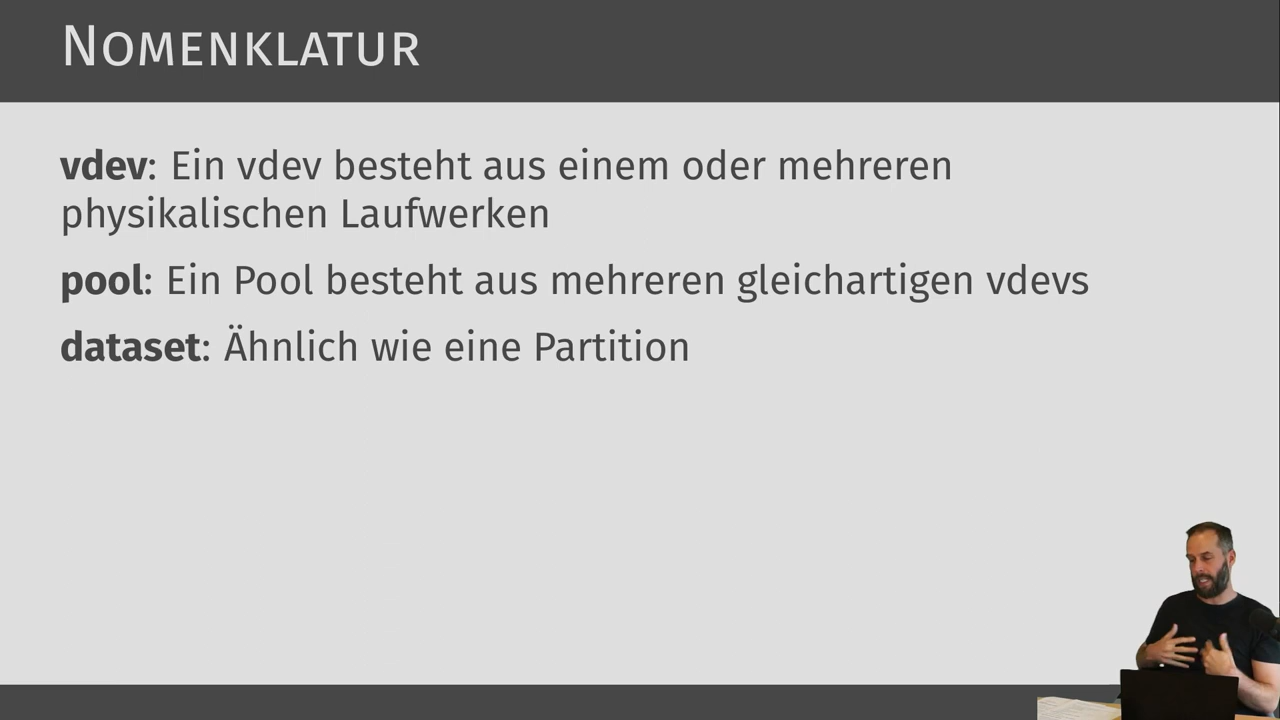 Nomenklatur
vdev: Ein vdev besteht aus einem oder mehreren
physikalischen Laufwerken
pool: Ein Pool besteht aus mehreren gleichartigen vdevs
dataset: Ähnlich wie eine Partition